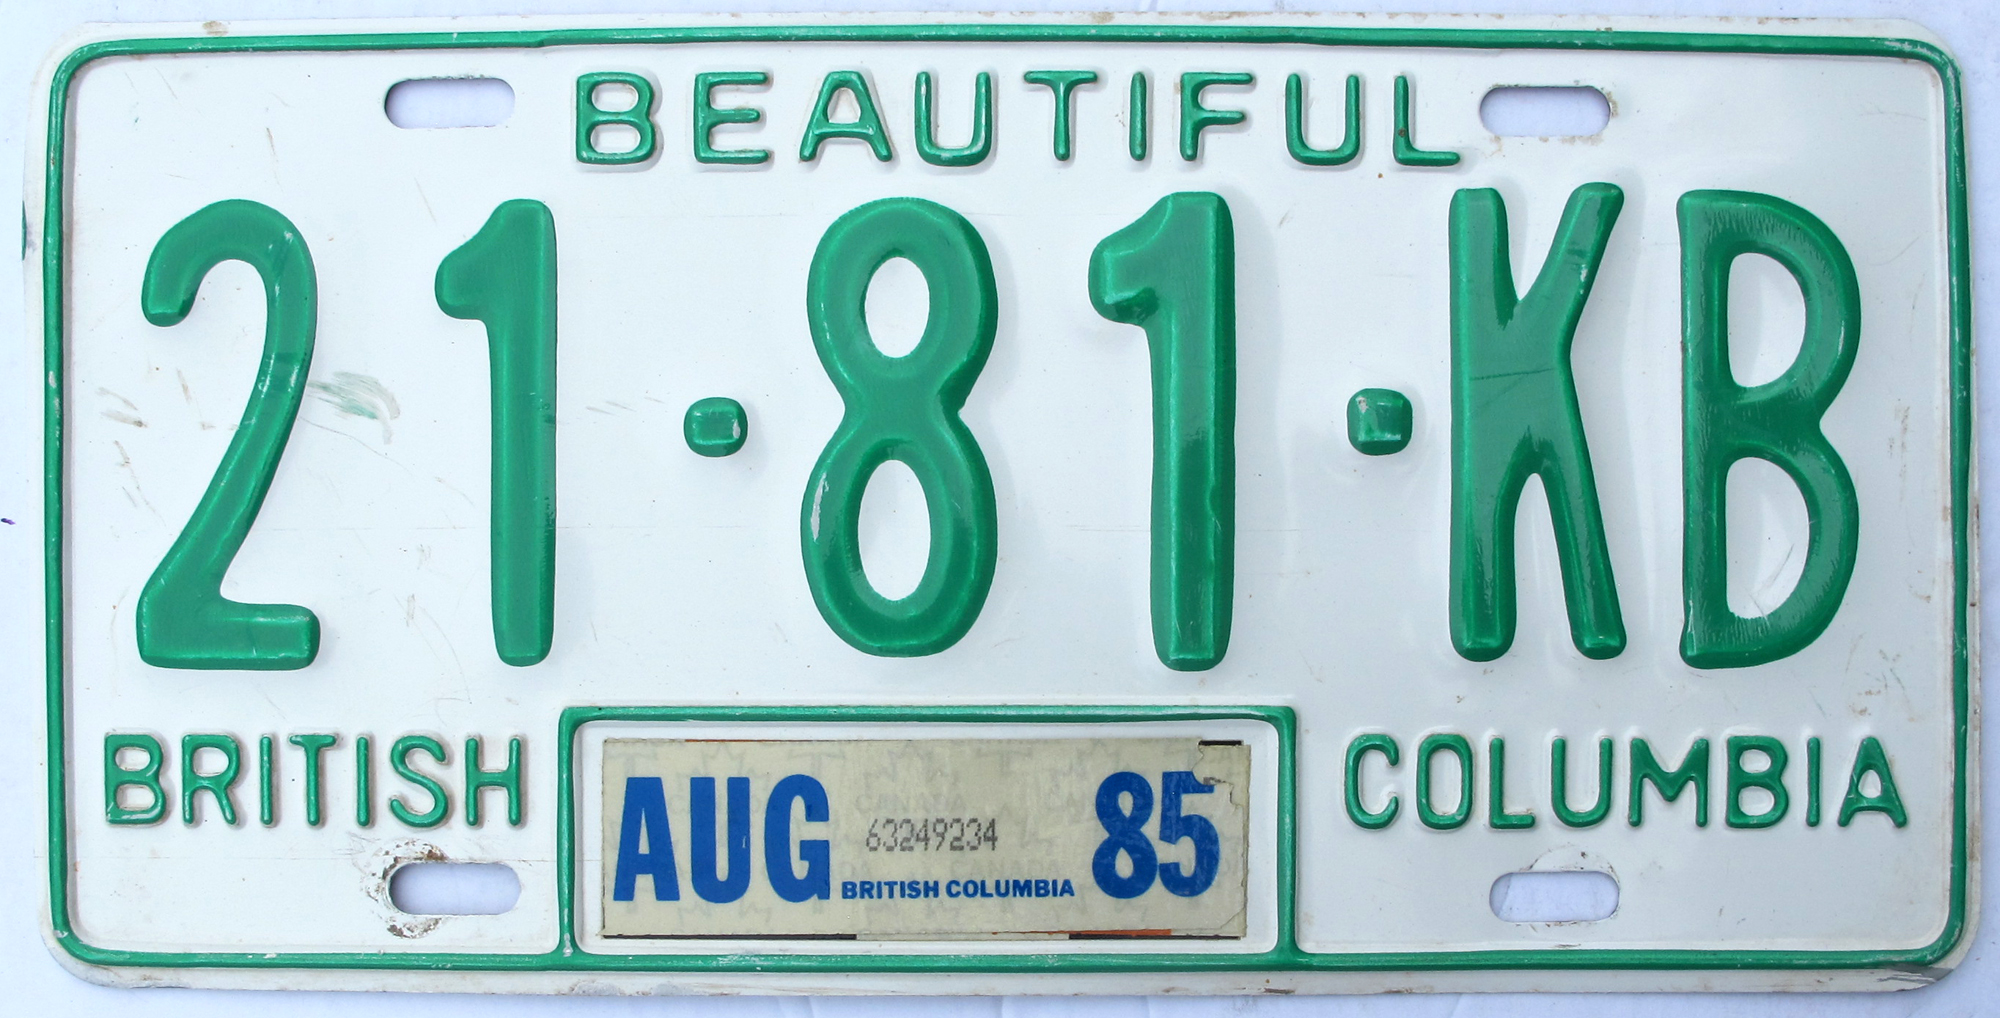 BEAUTIFUL
21·81·KB
BRITISH COLUMBIA
AUG 63249234 85
BRITISH COLUMBIA